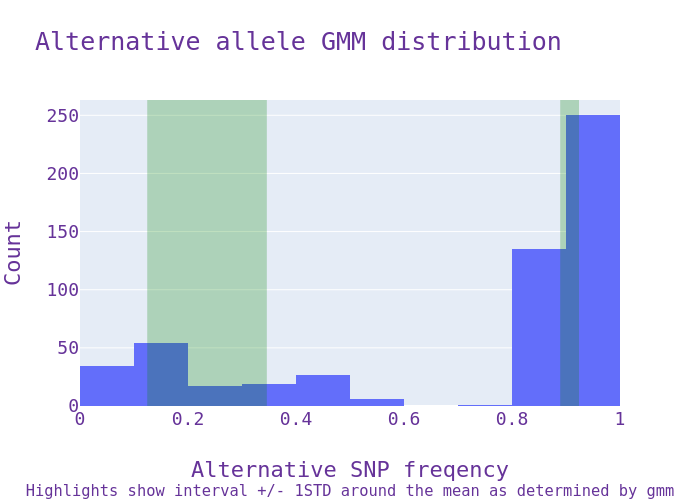 Alternative allele GMM distribution
250
200
150
100
50
0
Count
0 0.2 0.4 0.6 0.8 1
Alternative SNP freqency
Highlights show interval +/- 1STD around the mean as determined by gmm